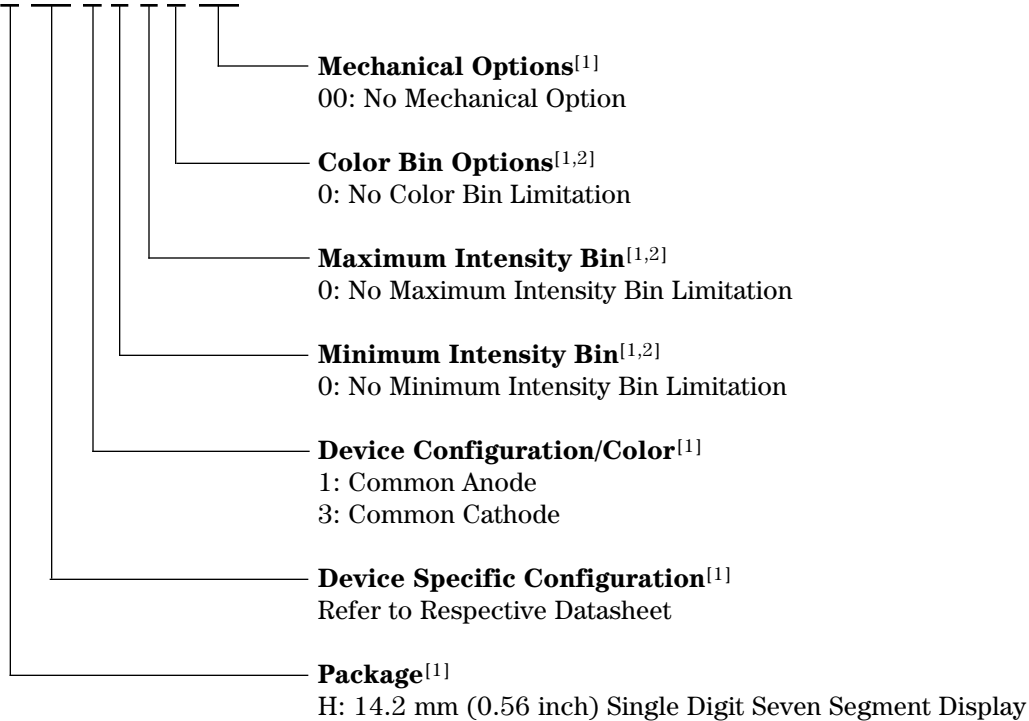 Mechanical Options[1]
00: No Mechanical Option
Color Bin Options[1,2]
0: No Color Bin Limitation
Maximum Intensity Bin[1,2]
0: No Maximum Intensity Bin Limitation
Minimum Intensity Bin[1,2]
0: No Minimum Intensity Bin Limitation
Device Configuration/Color[1]
1: Common Anode
3: Common Cathode
Device Specific Configuration[1]
Refer to Respective Datasheet
Package[1]
H: 14.2 mm (0.56 inch) Single Digit Seven Segment Display